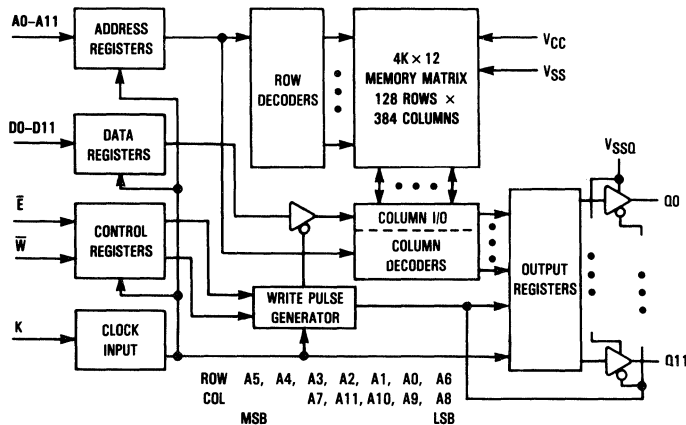 A0–A11
ADDRESS
REGISTERS
ROW
DECODERS
4K × 12
MEMORY MATRIX
128 ROWS ×
384 COLUMNS
VCC
VSS
D0–D11
DATA
REGISTERS
VSSQ
Q0
E̅
W̅
CONTROL
REGISTERS
COLUMN I/O
COLUMN
DECODERS
OUTPUT
REGISTERS
WRITE PULSE
GENERATOR
K
CLOCK
INPUT
Q11
ROW A5, A4, A3, A2, A1, A0, A6
COL A7, A11, A10, A9, A8
MSB LSB